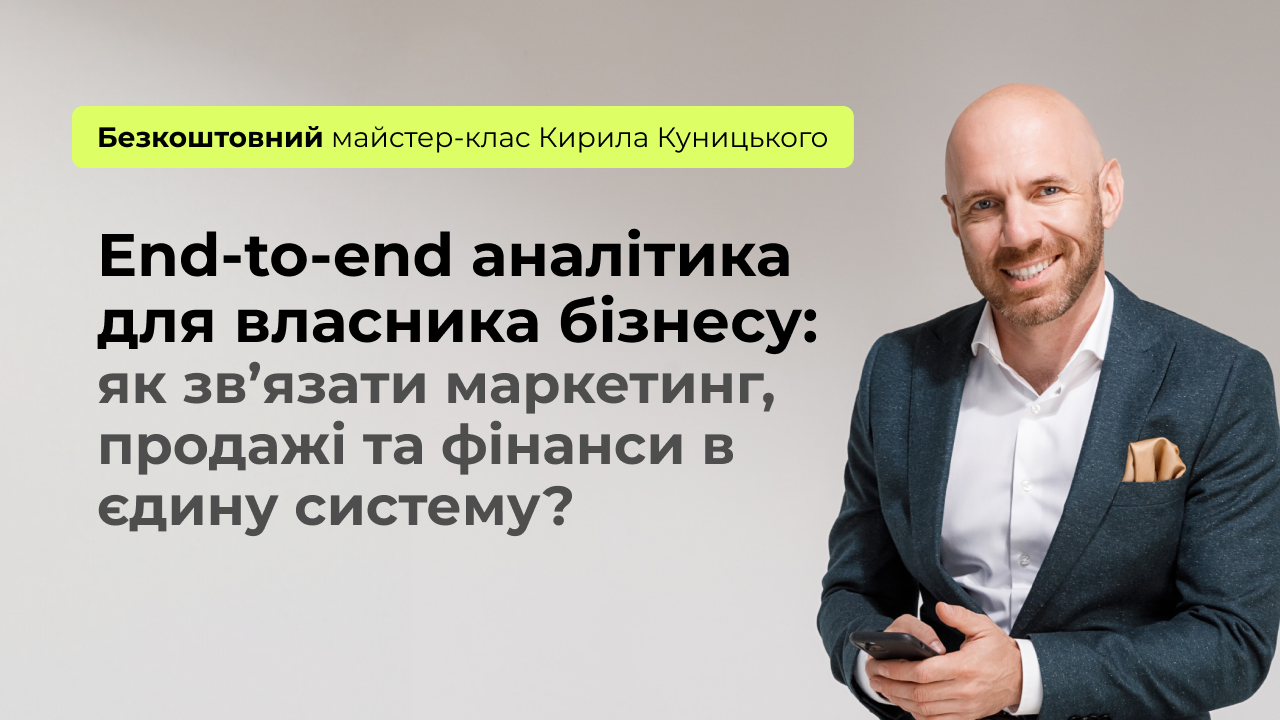 Безкоштовний майстер-клас Кирила Куницького
End-to-end аналітика
для власника бізнесу:
як зв’язати маркетинг,
продажі та фінанси в
єдину систему?